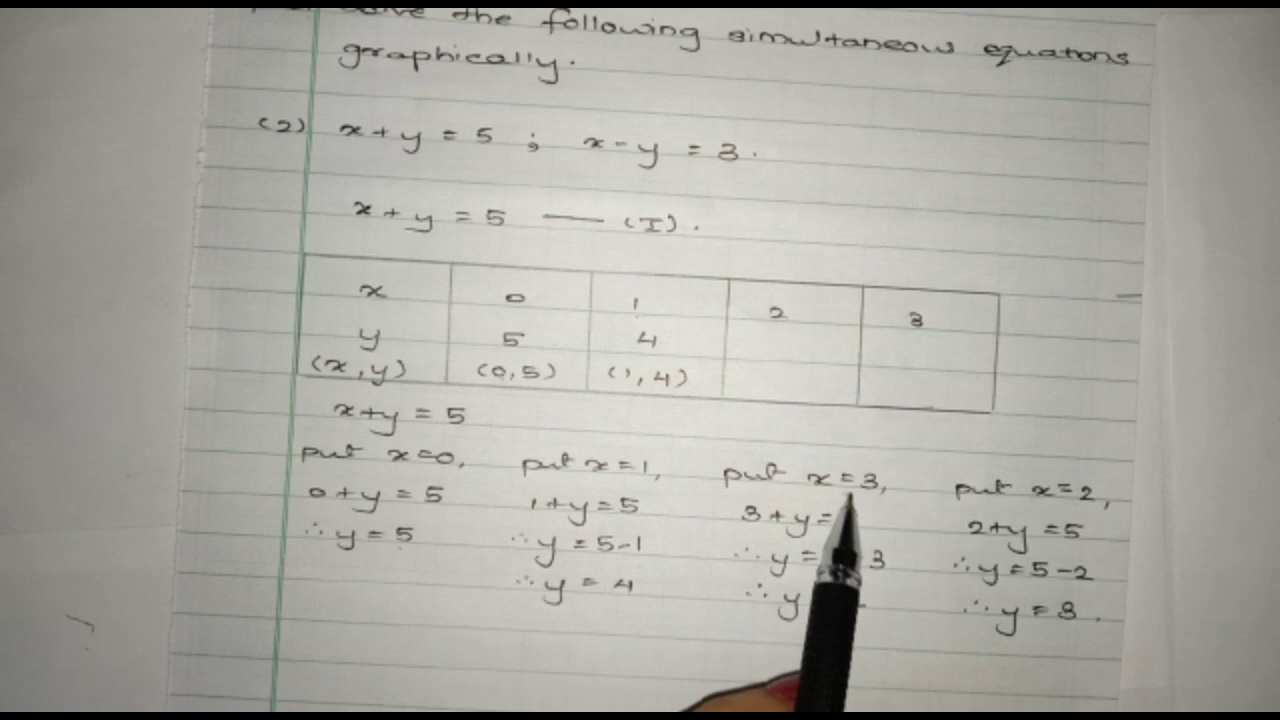 the following simultaneous equations
graphically.
(2) x + y = 5 ; x - y = 3.
x + y = 5 — (I).
x 0 1 2 3
y 5 4
(x, y) (0,5) (1,4)
x+y = 5
put x=0, put x=1, put x=3, put x=2,
0+y = 5 1+y = 5 3+y= 2+y = 5
∴y = 5 ∴y = 5-1 ∴y = 3 ∴y = 5-2
∴y = 4 ∴y ∴y = 3.